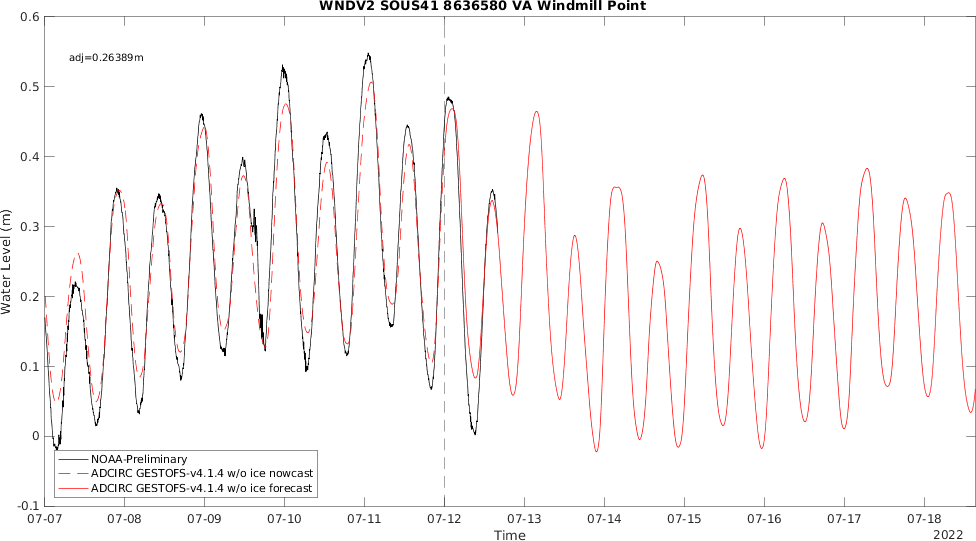 WNDV2 SOUS41 8636580 VA Windmill Point
0.6
adj=0.26389m
0.5
0.4
0.3
Water Level (m)
0.2
0.1
0
NOAA-Preliminary
ADCIRC GESTOFS-v4.1.4 w/o ice nowcast
ADCIRC GESTOFS-v4.1.4 w/o ice forecast
-0.1
07-07 07-08 07-09 07-10 07-11 07-12 07-13 07-14 07-15 07-16 07-17 07-18
Time
2022